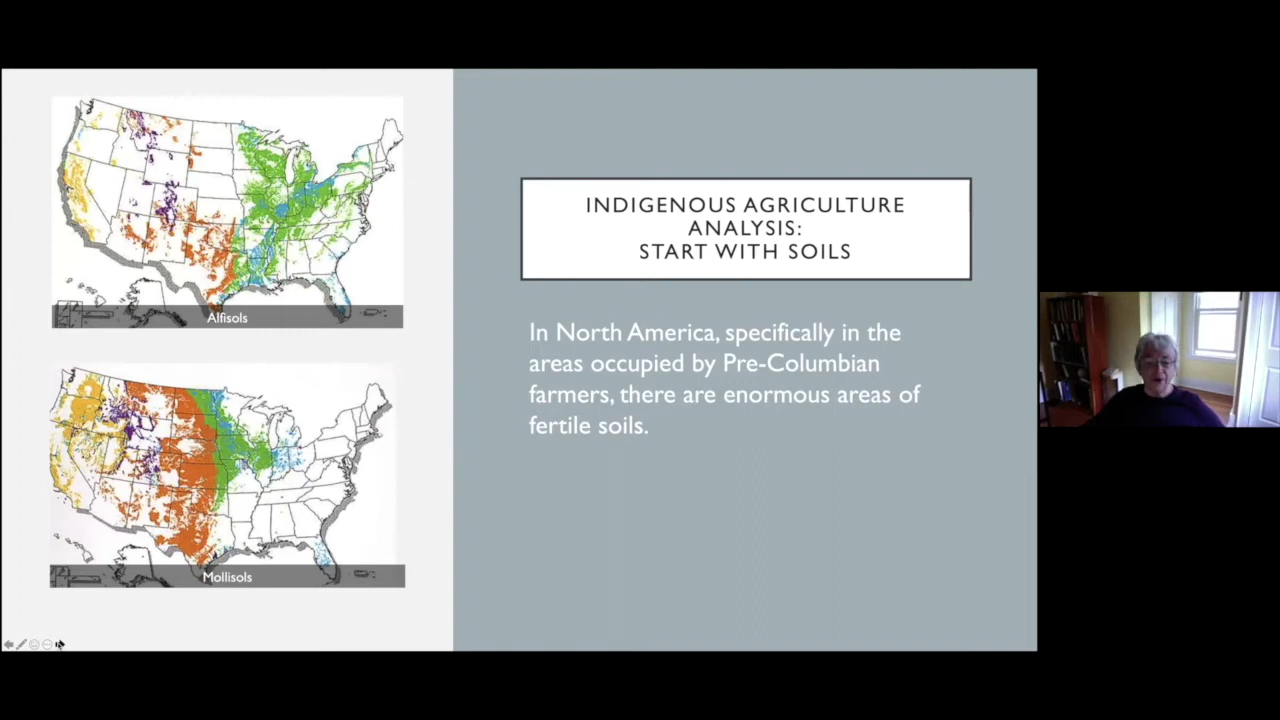 Alfisols
Mollisols
INDIGENOUS AGRICULTURE
ANALYSIS:
START WITH SOILS
In North America, specifically in the
areas occupied by Pre-Columbian
farmers, there are enormous areas of
fertile soils.